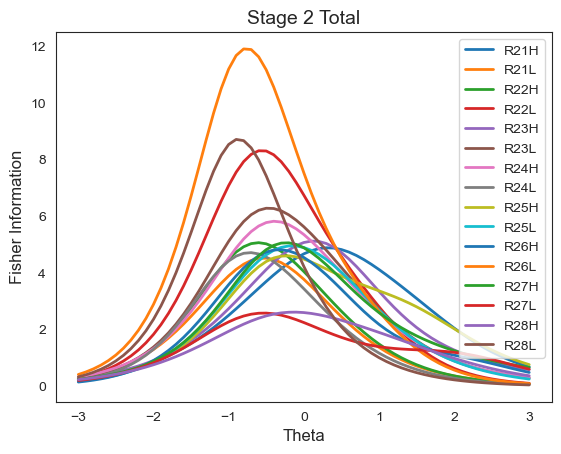 Stage 2 Total
Fisher Information
12
10
8
6
4
2
0
−3
−2
−1
0
1
2
3
Theta
R21H
R21L
R22H
R22L
R23H
R23L
R24H
R24L
R25H
R25L
R26H
R26L
R27H
R27L
R28H
R28L